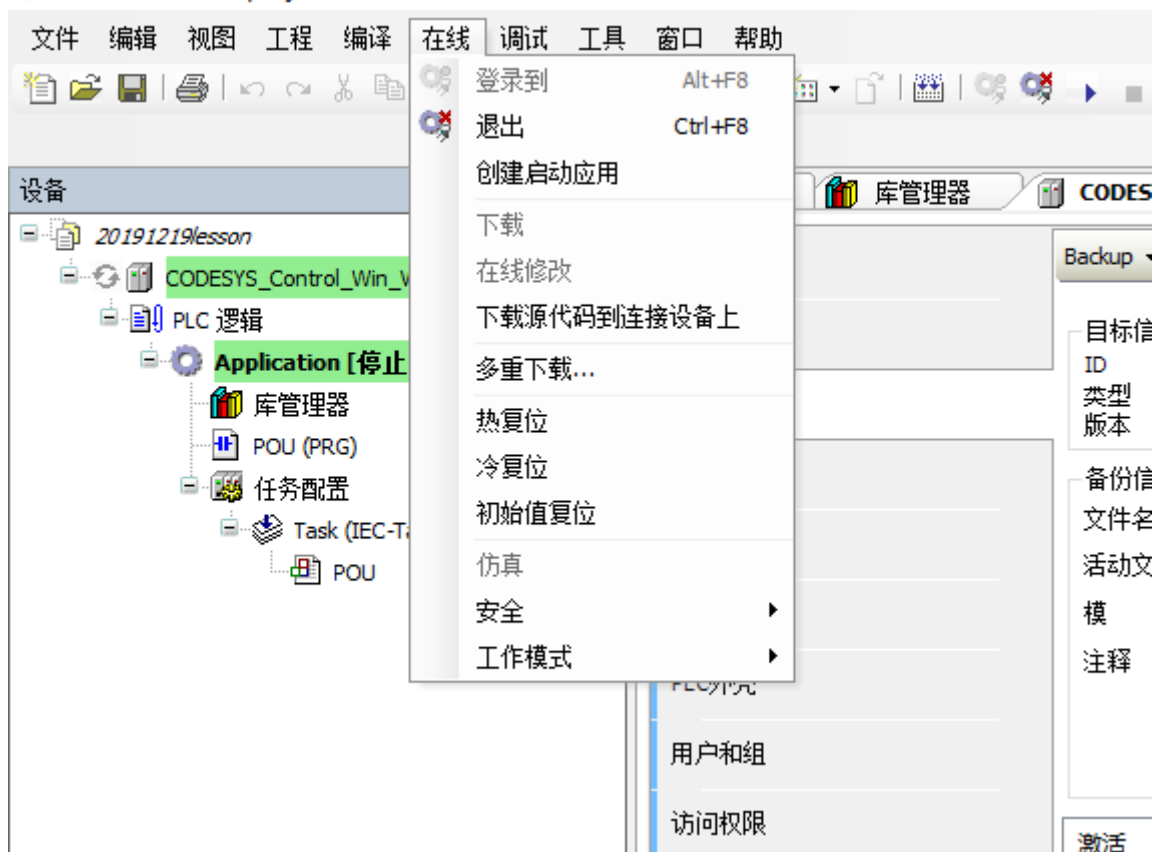 文件 编辑 视图 工程 编译 在线 调试 工具 窗口 帮助
登录到 Alt+F8
退出 Ctrl+F8
创建启动应用
下载
在线修改
下载源代码到连接设备上
多重下载...
热复位
冷复位
初始值复位
仿真
安全
工作模式
设备
20191219lesson
CODESYS_Control_Win_V
PLC 逻辑
Application [停止
库管理器
POU (PRG)
任务配置
Task (IEC-Ta
POU
库管理器
CODES
用户和组
访问权限
Backup
目标信
ID
类型
版本
备份信
文件名
活动文
模
注释
激活